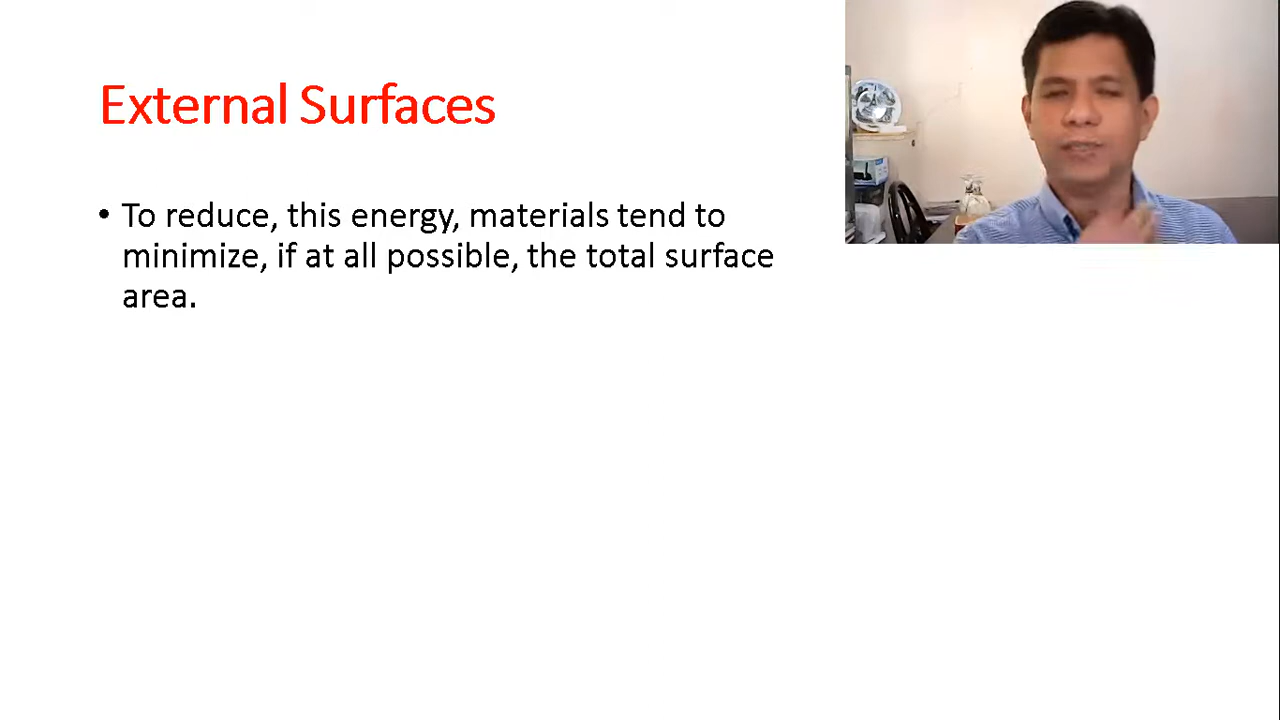 External Surfaces
• To reduce, this energy, materials tend to
minimize, if at all possible, the total surface
area.